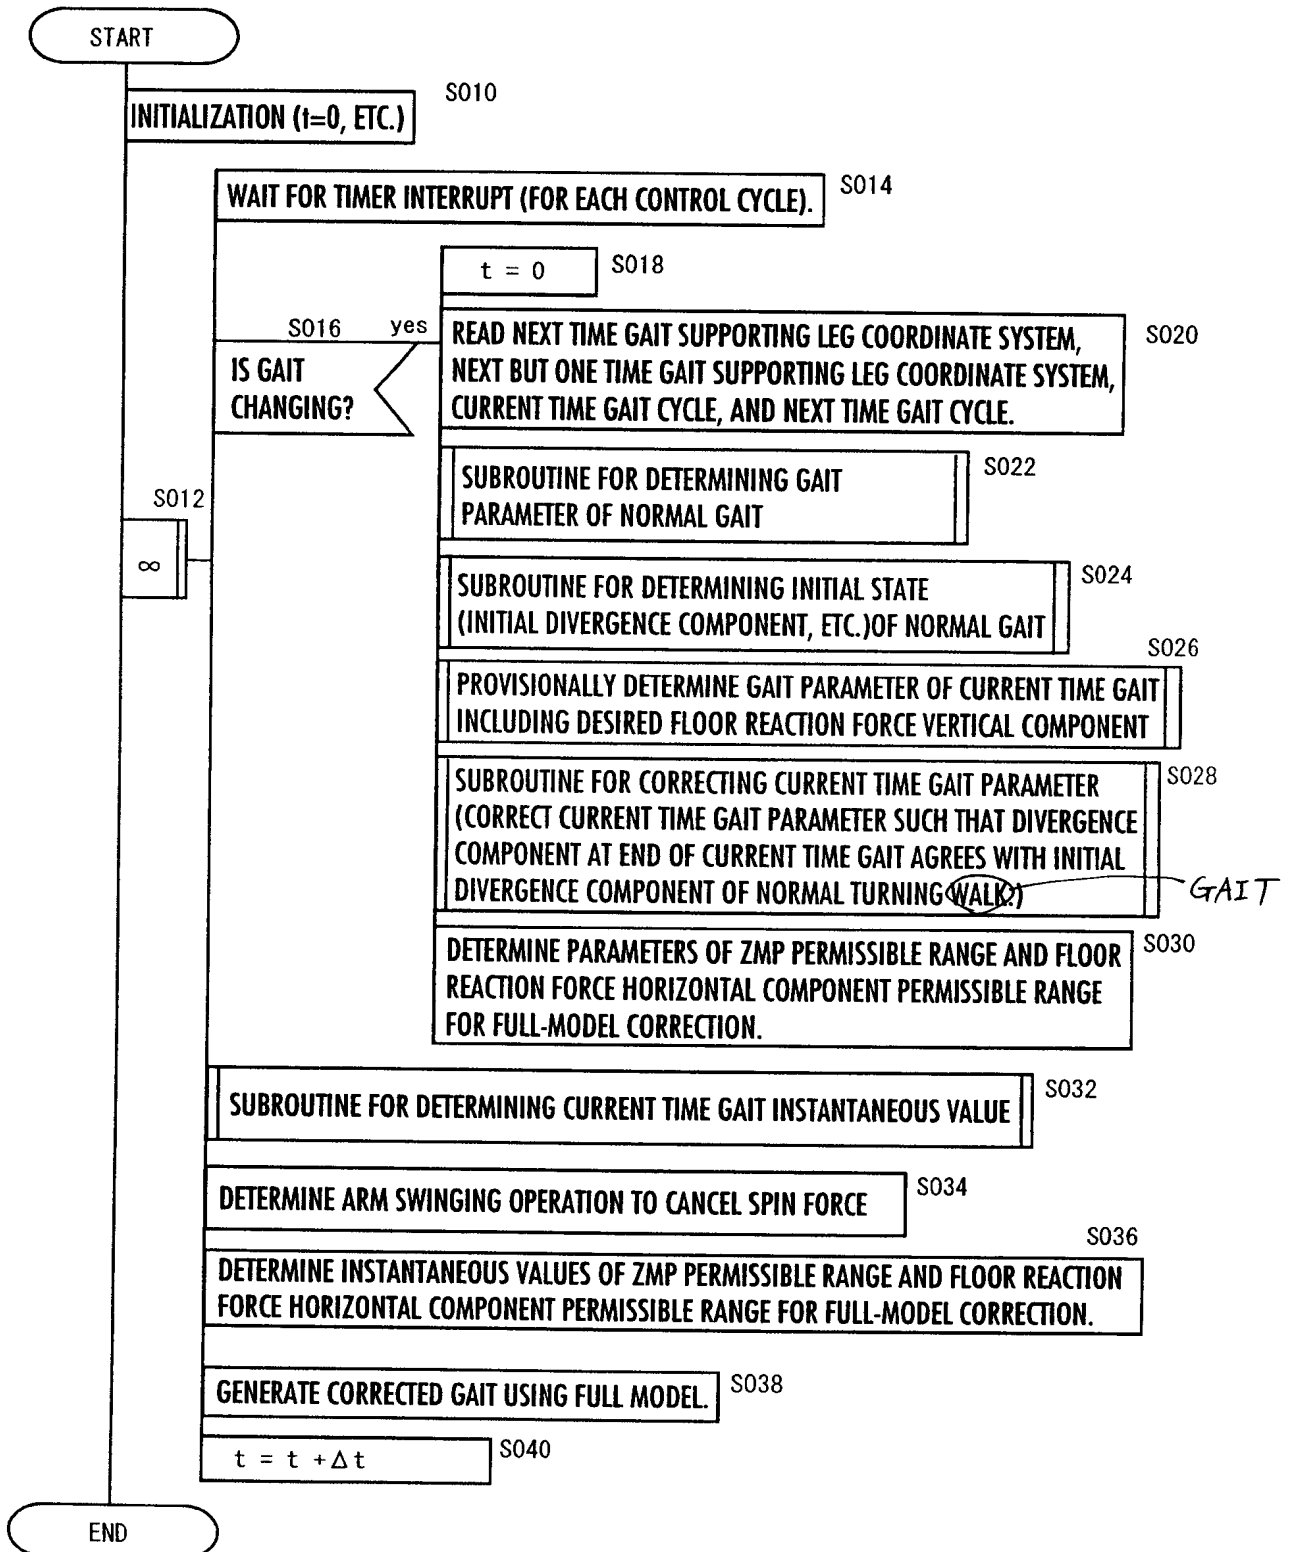 START
S010
INITIALIZATION (t=0, ETC.)
S014
WAIT FOR TIMER INTERRUPT (FOR EACH CONTROL CYCLE).
t = 0
S018
S016
yes
IS GAIT
CHANGING?
S020
READ NEXT TIME GAIT SUPPORTING LEG COORDINATE SYSTEM,
NEXT BUT ONE TIME GAIT SUPPORTING LEG COORDINATE SYSTEM,
CURRENT TIME GAIT CYCLE, AND NEXT TIME GAIT CYCLE.
S022
SUBROUTINE FOR DETERMINING GAIT
PARAMETER OF NORMAL GAIT
S012
∞
S024
SUBROUTINE FOR DETERMINING INITIAL STATE
(INITIAL DIVERGENCE COMPONENT, ETC.)OF NORMAL GAIT
S026
PROVISIONALLY DETERMINE GAIT PARAMETER OF CURRENT TIME GAIT
INCLUDING DESIRED FLOOR REACTION FORCE VERTICAL COMPONENT
S028
SUBROUTINE FOR CORRECTING CURRENT TIME GAIT PARAMETER
(CORRECT CURRENT TIME GAIT PARAMETER SUCH THAT DIVERGENCE
COMPONENT AT END OF CURRENT TIME GAIT AGREES WITH INITIAL
DIVERGENCE COMPONENT OF NORMAL TURNING WALK.)
GAIT
S030
DETERMINE PARAMETERS OF ZMP PERMISSIBLE RANGE AND FLOOR
REACTION FORCE HORIZONTAL COMPONENT PERMISSIBLE RANGE
FOR FULL-MODEL CORRECTION.
S032
SUBROUTINE FOR DETERMINING CURRENT TIME GAIT INSTANTANEOUS VALUE
S034
DETERMINE ARM SWINGING OPERATION TO CANCEL SPIN FORCE
S036
DETERMINE INSTANTANEOUS VALUES OF ZMP PERMISSIBLE RANGE AND FLOOR REACTION
FORCE HORIZONTAL COMPONENT PERMISSIBLE RANGE FOR FULL-MODEL CORRECTION.
S038
GENERATE CORRECTED GAIT USING FULL MODEL.
S040
t = t +Δt
END